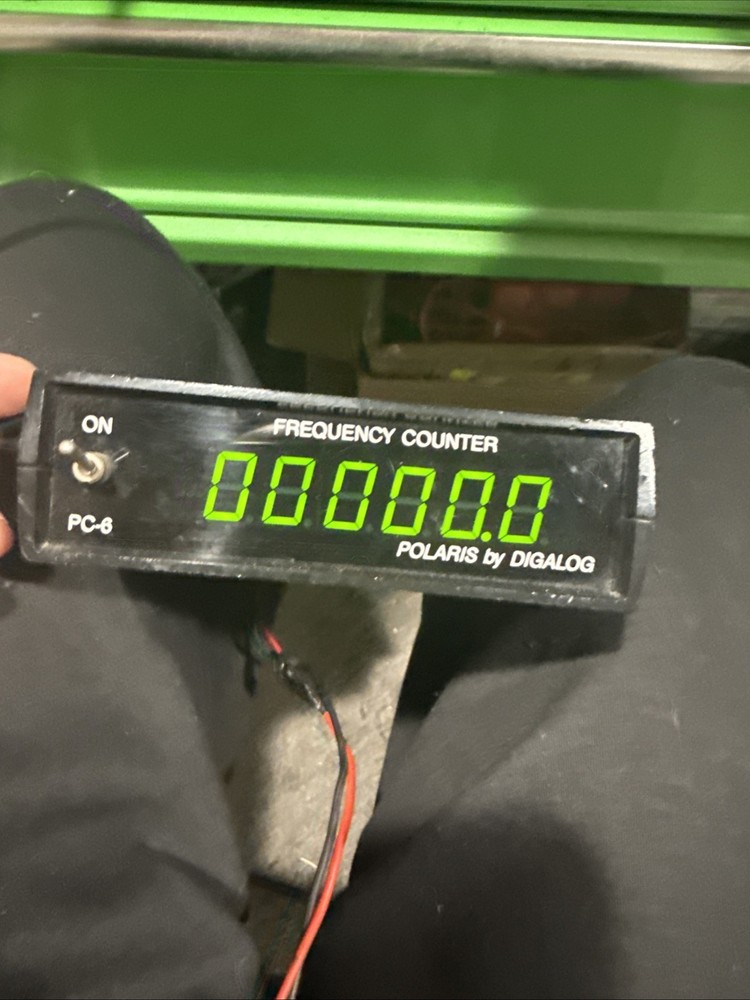 ON
FREQUENCY COUNTER
00000.0
PC-6
POLARIS by DIGALOG